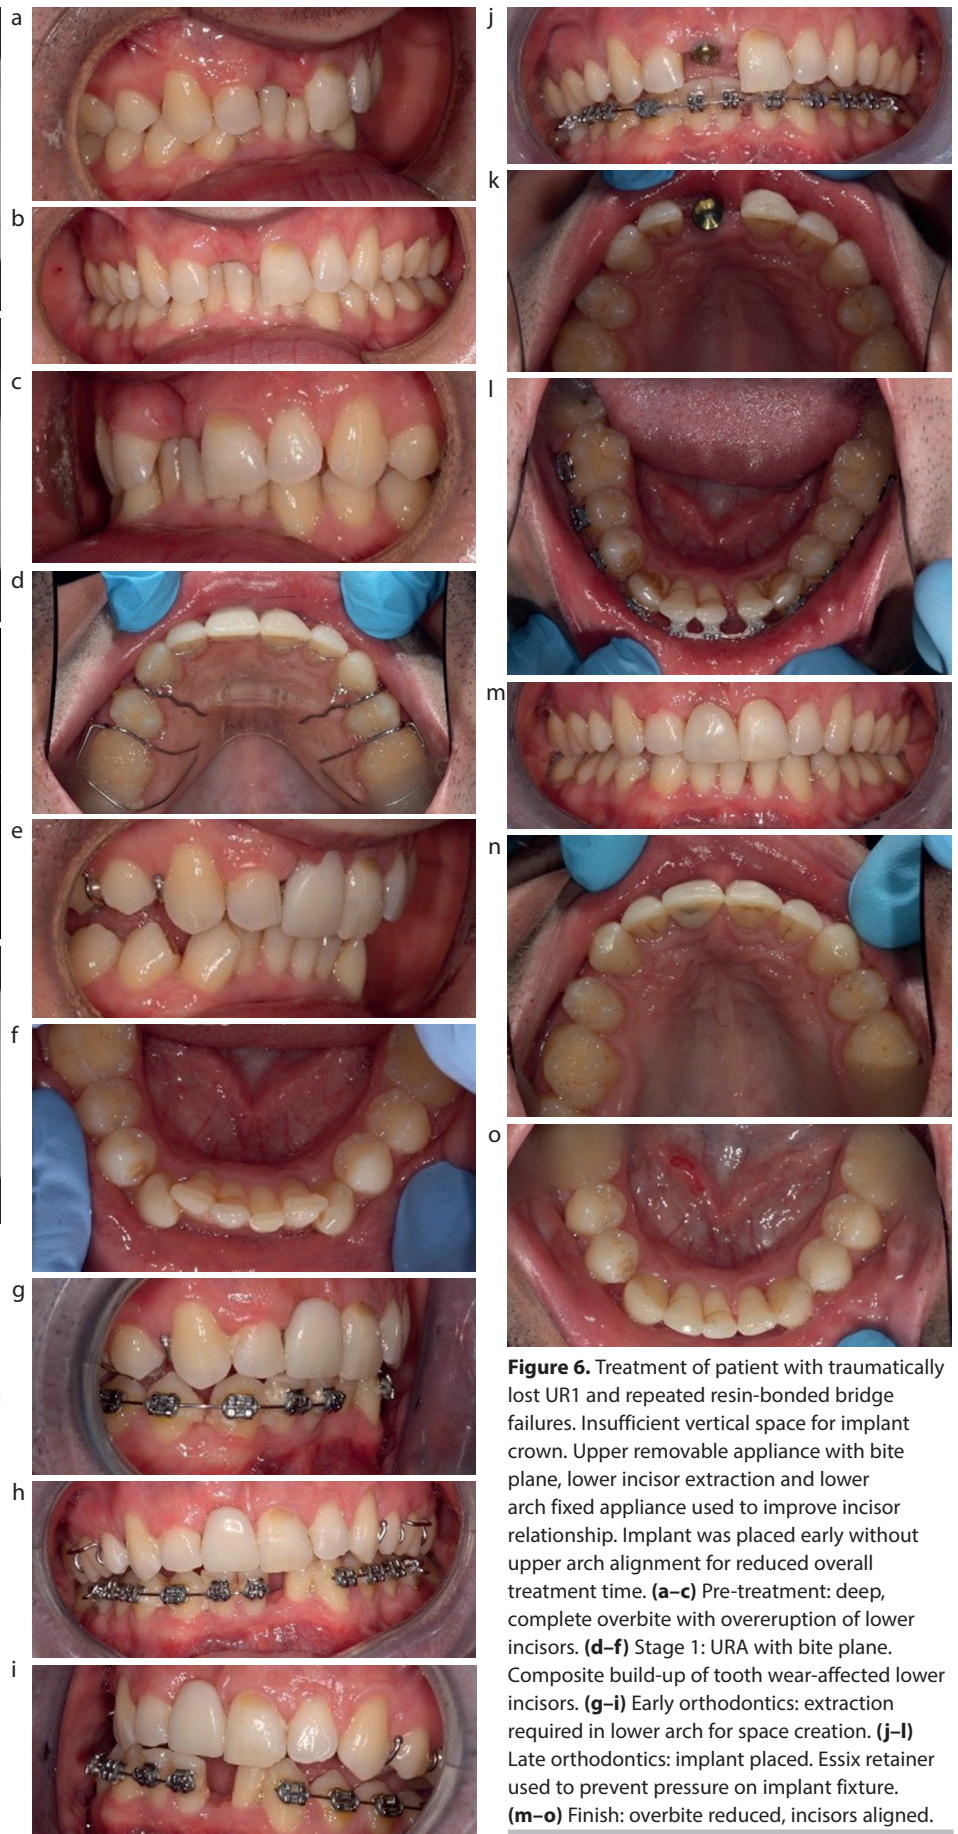 a
b
c
d
e
f
g
h
i
j
k
l
m
n
o
Figure 6. Treatment of patient with traumatically
lost UR1 and repeated resin-bonded bridge
failures. Insufficient vertical space for implant
crown. Upper removable appliance with bite
plane, lower incisor extraction and lower
arch fixed appliance used to improve incisor
relationship. Implant was placed early without
upper arch alignment for reduced overall
treatment time. (a–c) Pre-treatment: deep,
complete overbite with overeruption of lower
incisors. (d–f) Stage 1: URA with bite plane.
Composite build-up of tooth wear-affected lower
incisors. (g–i) Early orthodontics: extraction
required in lower arch for space creation. (j–l)
Late orthodontics: implant placed. Essix retainer
used to prevent pressure on implant fixture.
(m–o) Finish: overbite reduced, incisors aligned.